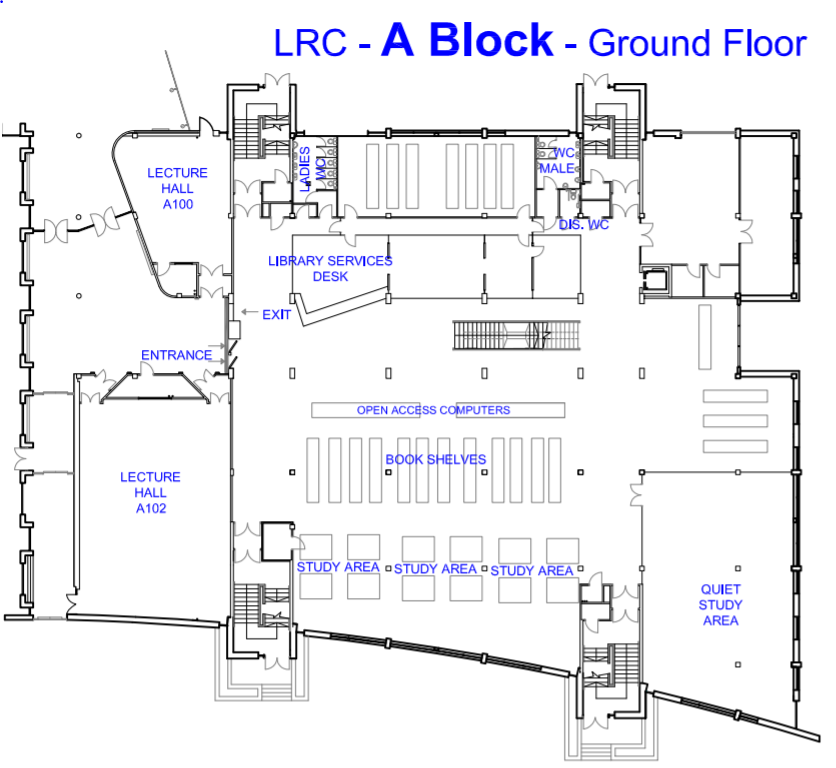 LRC - A Block - Ground Floor
LECTURE
HALL
A100
LADIES
WC
WC
MALE
DIS. WC
LIBRARY SERVICES
DESK
EXIT
ENTRANCE
OPEN ACCESS COMPUTERS
BOOK SHELVES
LECTURE
HALL
A102
STUDY AREA
STUDY AREA
STUDY AREA
QUIET
STUDY
AREA